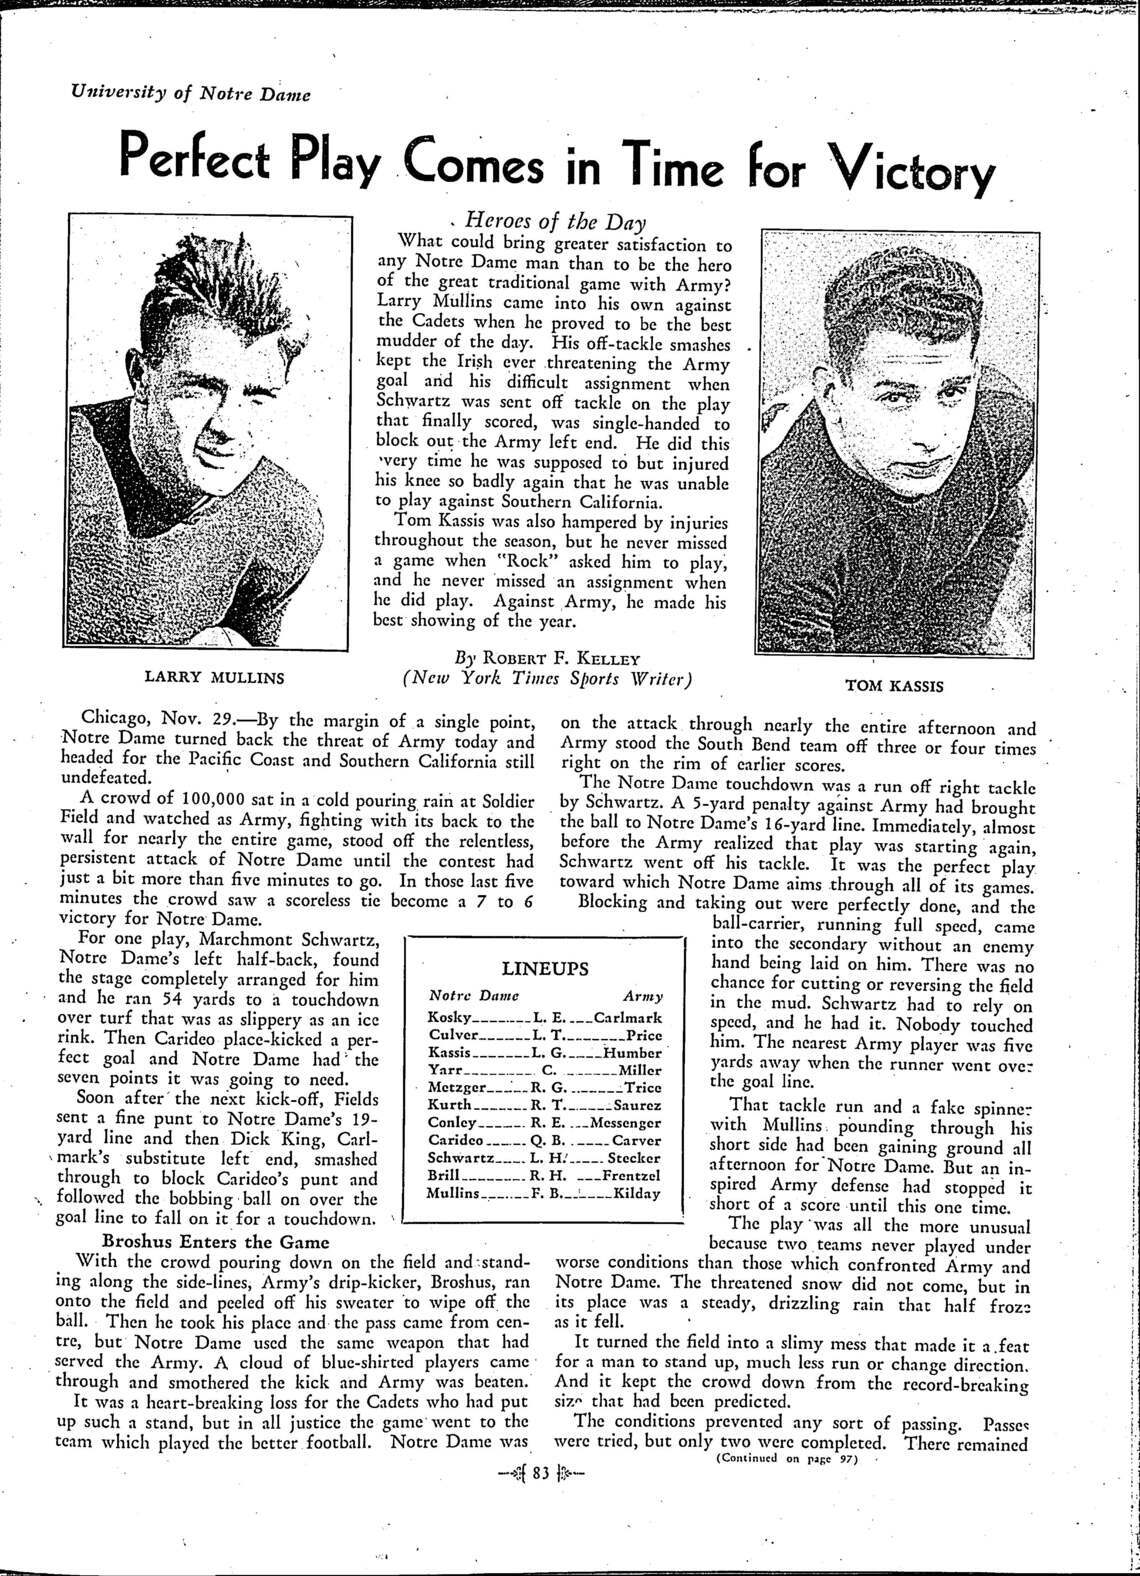 University of Notre Dame
Perfect Play Comes in Time for Victory
Heroes of the Day
What could bring greater satisfaction to
any Notre Dame man than to be the hero
of the great traditional game with Army?
Larry Mullins came into his own against
the Cadets when he proved to be the best
mudder of the day. His off-tackle smashes
kept the Irish ever threatening the Army
goal and his difficult assignment when
Schwartz was sent off tackle on the play
that finally scored, was single-handed to
block out the Army left end. He did this
'very time he was supposed to but injured
his knee so badly again that he was unable
to play against Southern California.
Tom Kassis was also hampered by injuries
throughout the season, but he never missed
a game when "Rock" asked him to play,
and he never missed an assignment when
he did play. Against Army, he made his
best showing of the year.
By ROBERT F. KELLEY
(New York Times Sports Writer)
LARRY MULLINS
TOM KASSIS
Chicago, Nov. 29.—By the margin of a single point,
Notre Dame turned back the threat of Army today and
headed for the Pacific Coast and Southern California still
undefeated.
A crowd of 100,000 sat in a cold pouring rain at Soldier
Field and watched as Army, fighting with its back to the
wall for nearly the entire game, stood off the relentless,
persistent attack of Notre Dame until the contest had
just a bit more than five minutes to go. In those last five
minutes the crowd saw a scoreless tie become a 7 to 6
victory for Notre Dame.
For one play, Marchmont Schwartz,
Notre Dame's left half-back, found
the stage completely arranged for him
and he ran 54 yards to a touchdown
over turf that was as slippery as an ice
rink. Then Carideo place-kicked a per-
fect goal and Notre Dame had the
seven points it was going to need.
Soon after the next kick-off, Fields
sent a fine punt to Notre Dame's 19-
yard line and then Dick King, Carl-
mark's substitute left end, smashed
through to block Carideo's punt and
followed the bobbing ball on over the
goal line to fall on it for a touchdown.
Broshus Enters the Game
With the crowd pouring down on the field and stand-
ing along the side-lines, Army's drip-kicker, Broshus, ran
onto the field and peeled off his sweater to wipe off the
ball. Then he took his place and the pass came from cen-
tre, but Notre Dame used the same weapon that had
served the Army. A cloud of blue-shirted players came
through and smothered the kick and Army was beaten.
It was a heart-breaking loss for the Cadets who had put
up such a stand, but in all justice the game went to the
team which played the better football. Notre Dame was
LINEUPS
Notre Dame Army
Kosky L. E. Carlmark
Culver L. T. Price
Kassis L. G. Humber
Yarr C. Miller
Metzger R. G. Trice
Kurth R. T. Saurez
Conley R. E. Messenger
Carideo Q. B. Carver
Schwartz L. H. Stecker
Brill R. H. Frentzel
Mullins F. B. Kilday
on the attack through nearly the entire afternoon and
Army stood the South Bend team off three or four times
right on the rim of earlier scores.
The Notre Dame touchdown was a run off right tackle
by Schwartz. A 5-yard penalty against Army had brought
the ball to Notre Dame's 16-yard line. Immediately, almost
before the Army realized that play was starting again,
Schwartz went off his tackle. It was the perfect play
toward which Notre Dame aims through all of its games.
Blocking and taking out were perfectly done, and the
ball-carrier, running full speed, came
into the secondary without an enemy
hand being laid on him. There was no
chance for cutting or reversing the field
in the mud. Schwartz had to rely on
speed, and he had it. Nobody touched
him. The nearest Army player was five
yards away when the runner went over
the goal line.
That tackle run and a fake spinner
with Mullins pounding through his
short side had been gaining ground all
afternoon for Notre Dame. But an in-
spired Army defense had stopped it
short of a score until this one time.
The play was all the more unusual
because two teams never played under
worse conditions than those which confronted Army and
Notre Dame. The threatened snow did not come, but in
its place was a steady, drizzling rain that half froze
as it fell.
It turned the field into a slimy mess that made it a feat
for a man to stand up, much less run or change direction.
And it kept the crowd down from the record-breaking
size that had been predicted.
The conditions prevented any sort of passing. Passes
were tried, but only two were completed. There remained
(Continued on page 97)
83